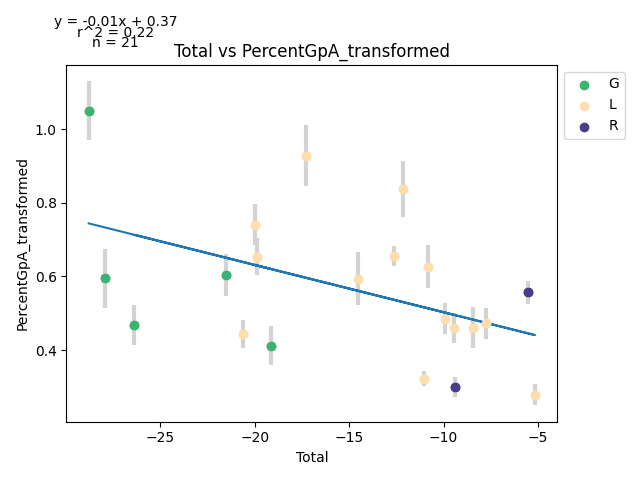 y = -0.01x + 0.37
r^2 = 0.22
n = 21
Total vs PercentGpA_transformed
G
L
R
PercentGpA_transformed
1.0
0.8
0.6
0.4
−25
−20
−15
−10
−5
Total